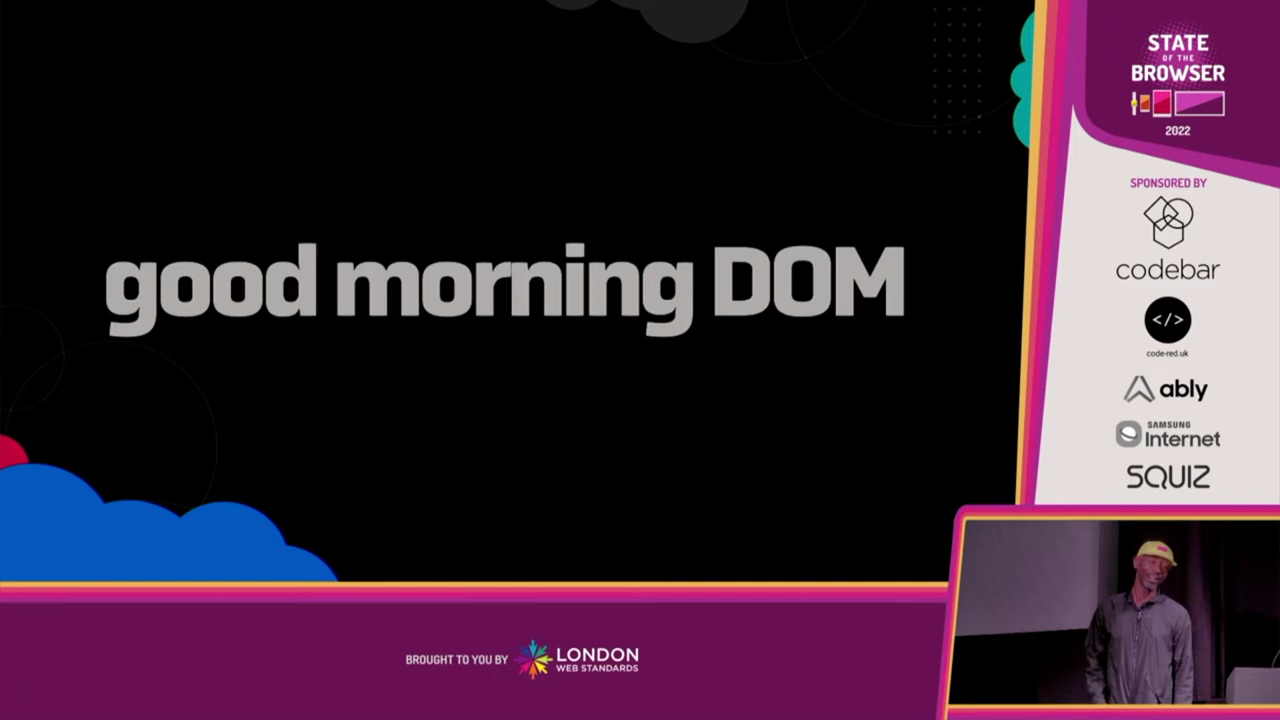 good morning DOM
STATE
OF THE
BROWSER
2022
SPONSORED BY
codebar
</>
code-red.uk
ably
SAMSUNG
Internet
SQUIZ
BROUGHT TO YOU BY
LONDON
WEB STANDARDS